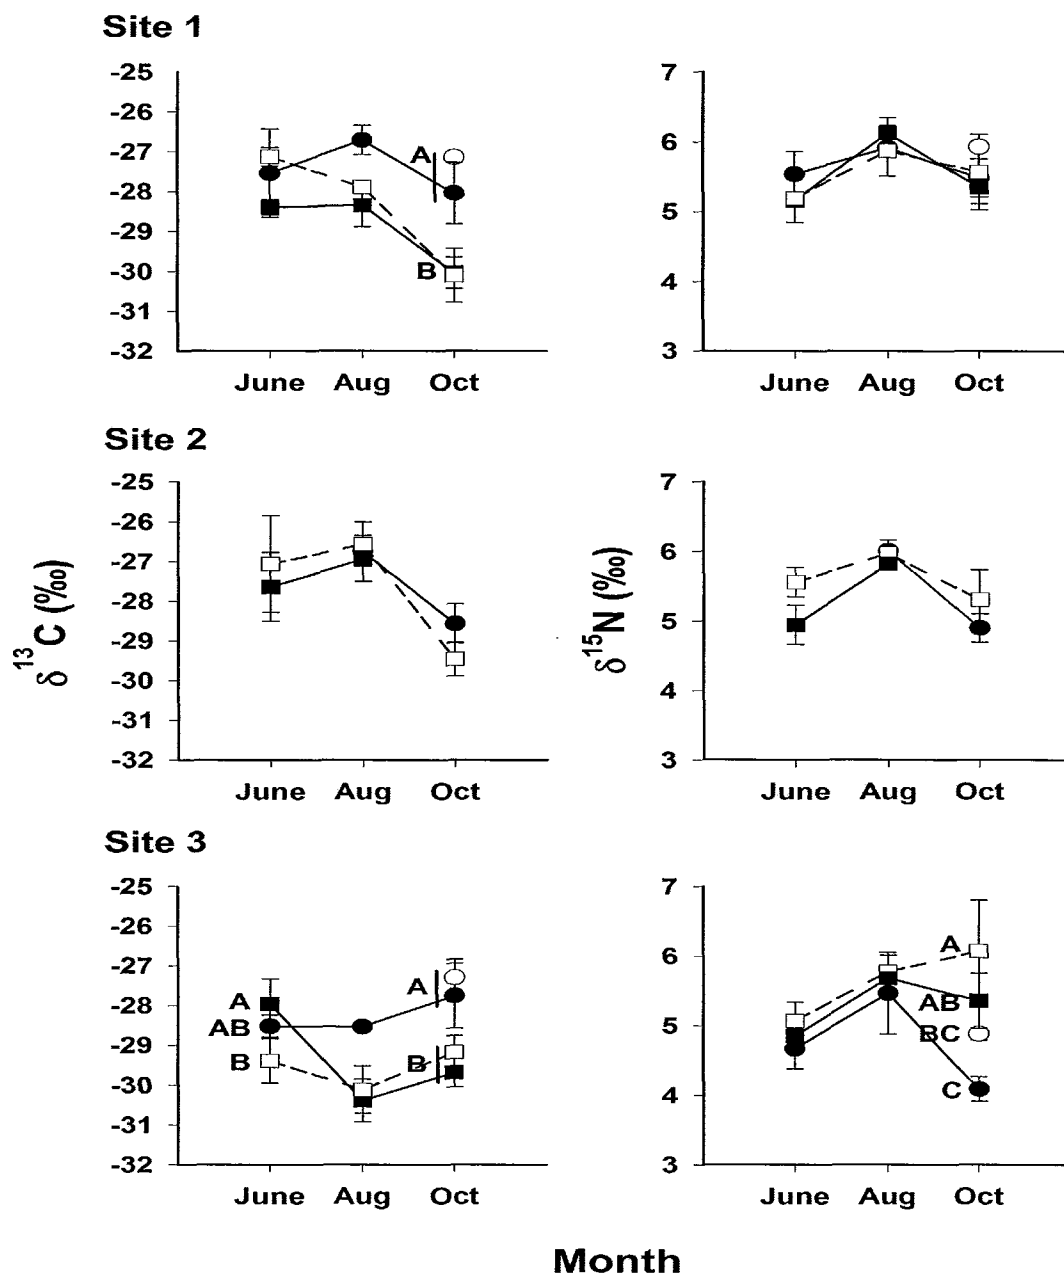 Site 1
-25
-26
-27
-28
-29
-30
-31
-32
A
B
June Aug Oct
7
6
5
4
3
June Aug Oct
Site 2
-25
-26
-27
-28
-29
-30
-31
-32
δ13C (‰)
June Aug Oct
7
6
5
4
3
δ15N (‰)
June Aug Oct
Site 3
-25
-26
-27
-28
-29
-30
-31
-32
A
AB
B
A
B
June Aug Oct
7
6
5
4
3
A
AB
BC
C
June Aug Oct
Month